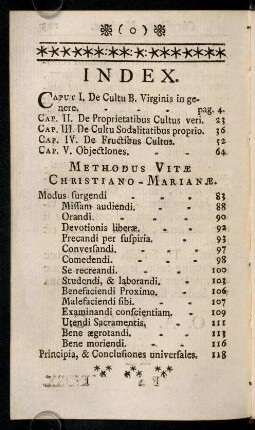 ( o )
INDEX.
CAPUT I. De Cultu B. Virginis in ge-
nere. - - - pag. 4.
CAP. II. De Proprietatibus Cultus veri. 23
CAP. III. De Cultu Sodalitatibus proprio. 36
CAP. IV. De Fructibus Cultus. 52
CAP. V. Objectiones. - - 64
METHODUS VITÆ
CHRISTIANO-MARIANÆ.
Modus surgendi - - - 83
Missam audiendi. - - 88
Orandi. - - - 90
Devotionis liberæ. - - 92
Precandi per suspiria. - - 93
Conversandi. - - - 97
Comedendi. - - - 98
Se recreandi. - - - 100
Studendi, & laborandi. - 103
Benefaciendi Proximo. - 106
Malefaciendi sibi. - - 107
Examinandi conscientiam. - 109
Utendi Sacramentis. - - 111
Bene ægrotandi. - - 113
Bene moriendi. - - 116
Principia, & Conclusiones universales. 118